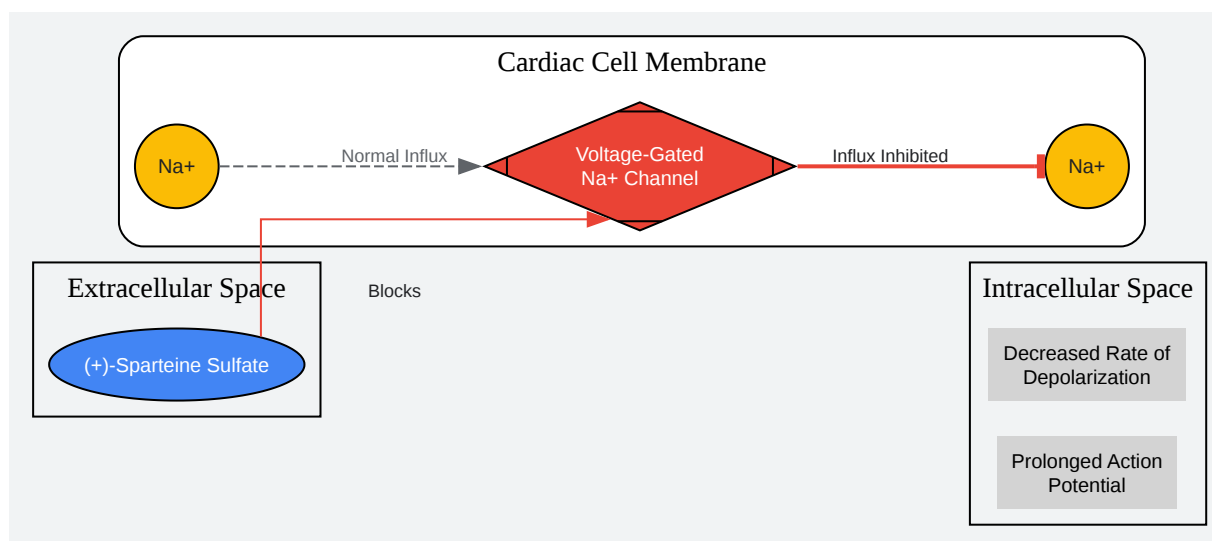 Cardiac Cell Membrane
Na+
Normal Influx
Voltage-Gated
Na+ Channel
Influx Inhibited
Na+
Extracellular Space
(+)-Sparteine Sulfate
Blocks
Intracellular Space
Decreased Rate of
Depolarization
Prolonged Action
Potential